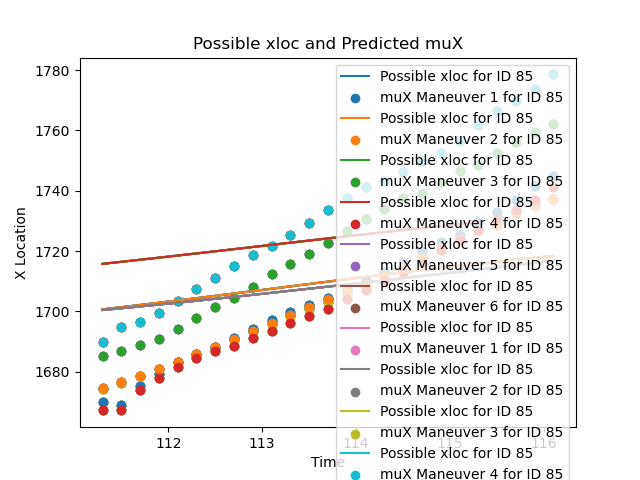 Possible xloc and Predicted muX
X Location
1780
1760
1740
1720
1700
1680
112
113
114
115
116
Time
Possible xloc for ID 85
muX Maneuver 1 for ID 85
Possible xloc for ID 85
muX Maneuver 2 for ID 85
Possible xloc for ID 85
muX Maneuver 3 for ID 85
Possible xloc for ID 85
muX Maneuver 4 for ID 85
Possible xloc for ID 85
muX Maneuver 5 for ID 85
Possible xloc for ID 85
muX Maneuver 6 for ID 85
Possible xloc for ID 85
muX Maneuver 1 for ID 85
Possible xloc for ID 85
muX Maneuver 2 for ID 85
Possible xloc for ID 85
muX Maneuver 3 for ID 85
Possible xloc for ID 85
muX Maneuver 4 for ID 85